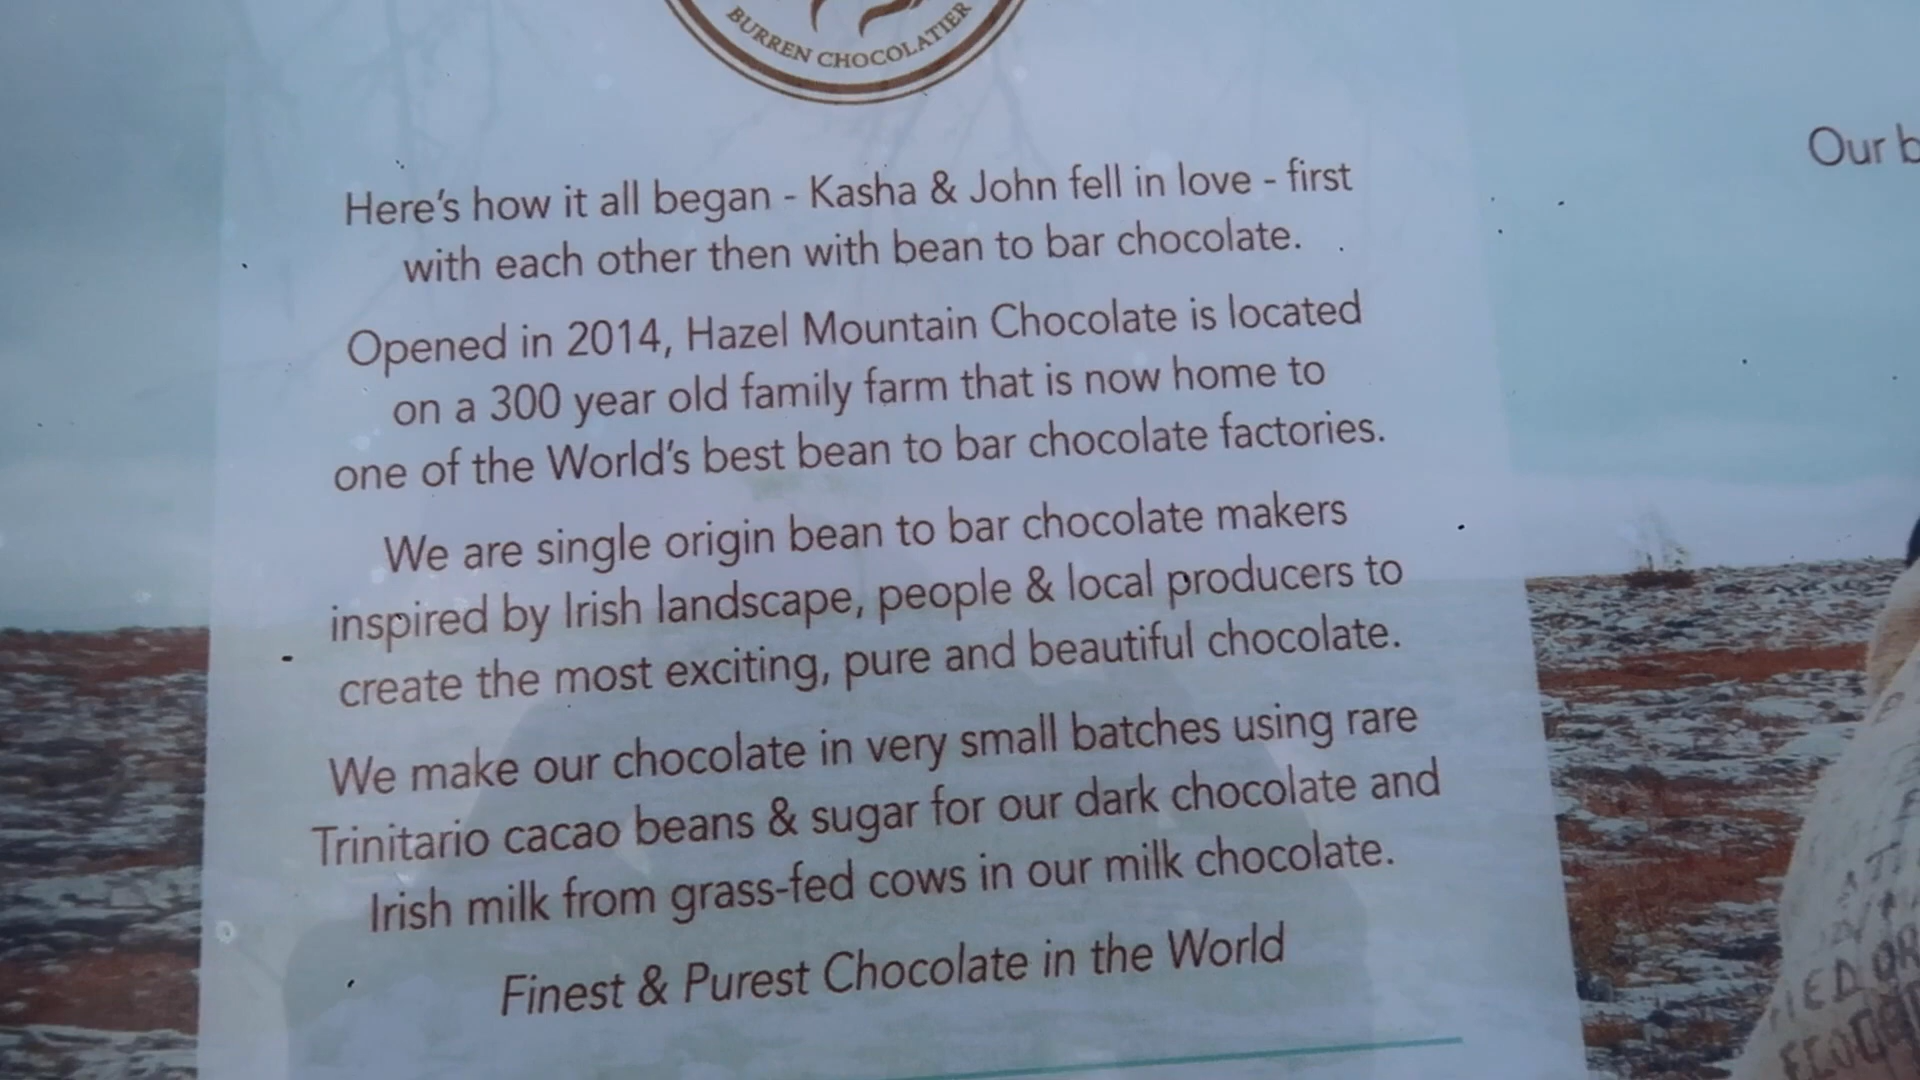 BURREN CHOCOLATIER
Here's how it all began - Kasha & John fell in love - first
with each other then with bean to bar chocolate.
Opened in 2014, Hazel Mountain Chocolate is located
on a 300 year old family farm that is now home to
one of the World's best bean to bar chocolate factories.
We are single origin bean to bar chocolate makers
inspired by Irish landscape, people & local producers to
create the most exciting, pure and beautiful chocolate.
We make our chocolate in very small batches using rare
Trinitario cacao beans & sugar for our dark chocolate and
Irish milk from grass-fed cows in our milk chocolate.
Finest & Purest Chocolate in the World
Our